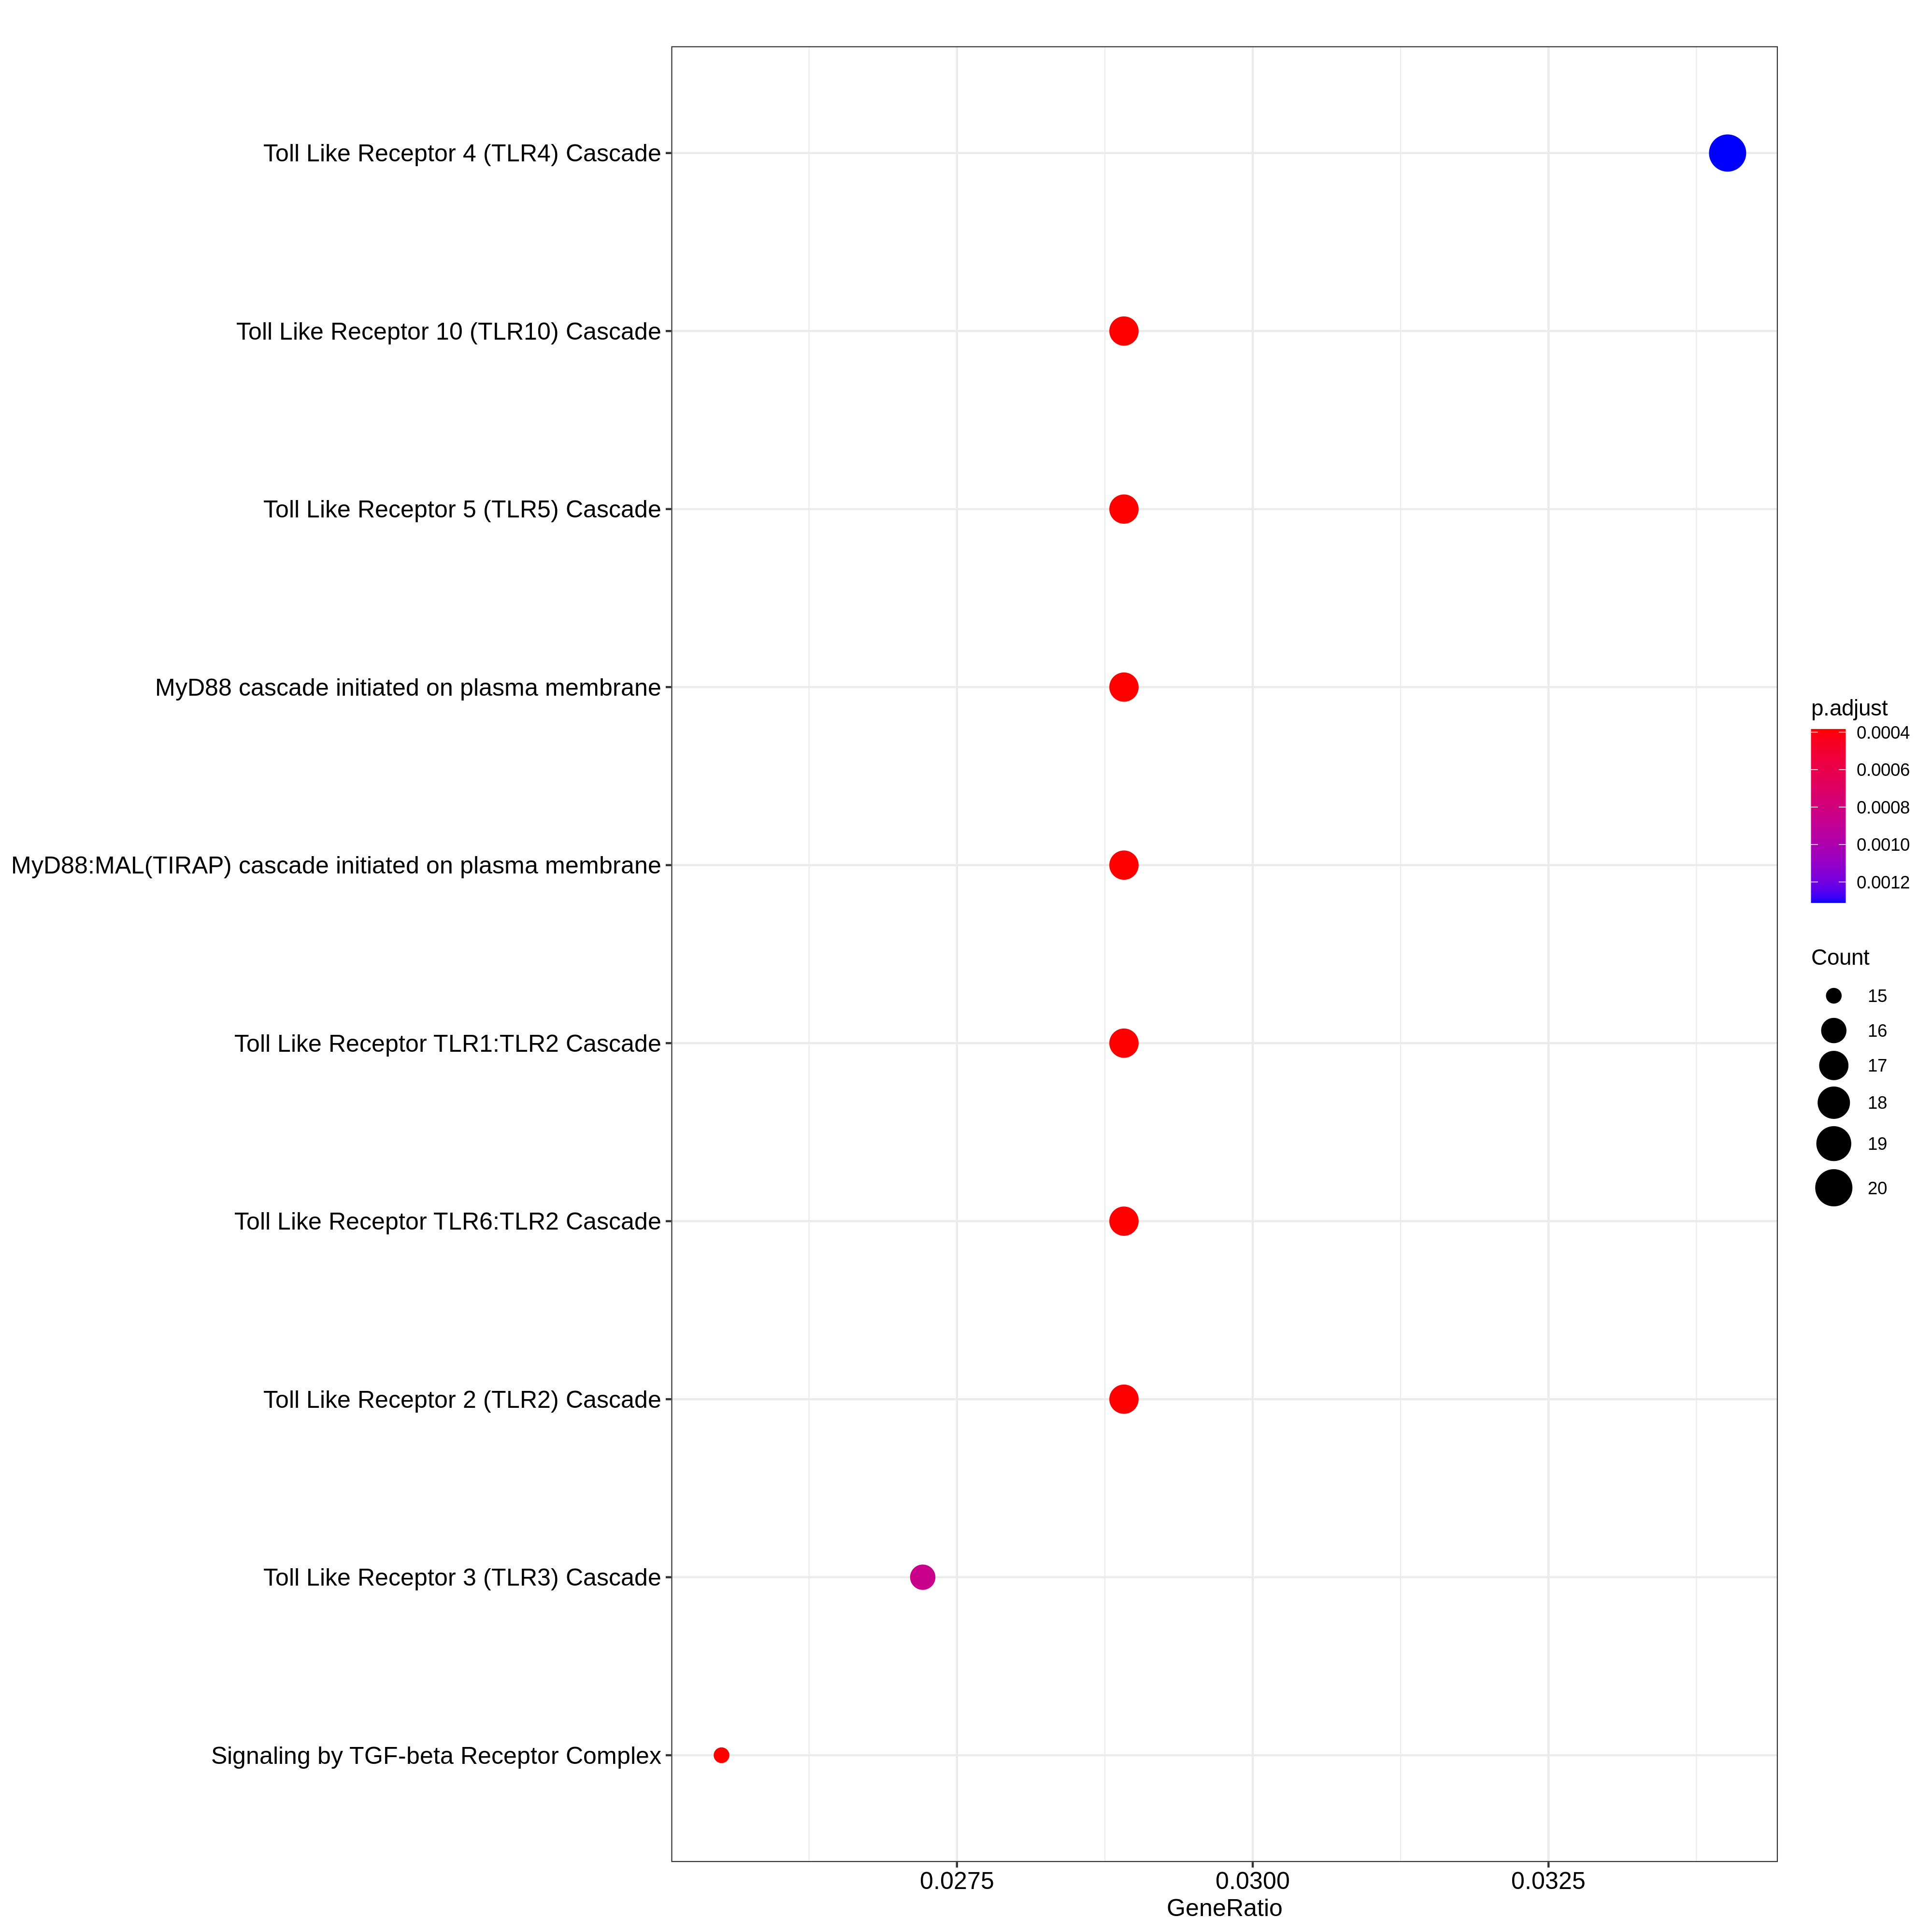 Toll Like Receptor 4 (TLR4) Cascade
Toll Like Receptor 10 (TLR10) Cascade
Toll Like Receptor 5 (TLR5) Cascade
MyD88 cascade initiated on plasma membrane
MyD88:MAL(TIRAP) cascade initiated on plasma membrane
Toll Like Receptor TLR1:TLR2 Cascade
Toll Like Receptor TLR6:TLR2 Cascade
Toll Like Receptor 2 (TLR2) Cascade
Toll Like Receptor 3 (TLR3) Cascade
Signaling by TGF-beta Receptor Complex
0.0275 0.0300 0.0325
GeneRatio
p.adjust
0.0004
0.0006
0.0008
0.0010
0.0012
Count
15
16
17
18
19
20